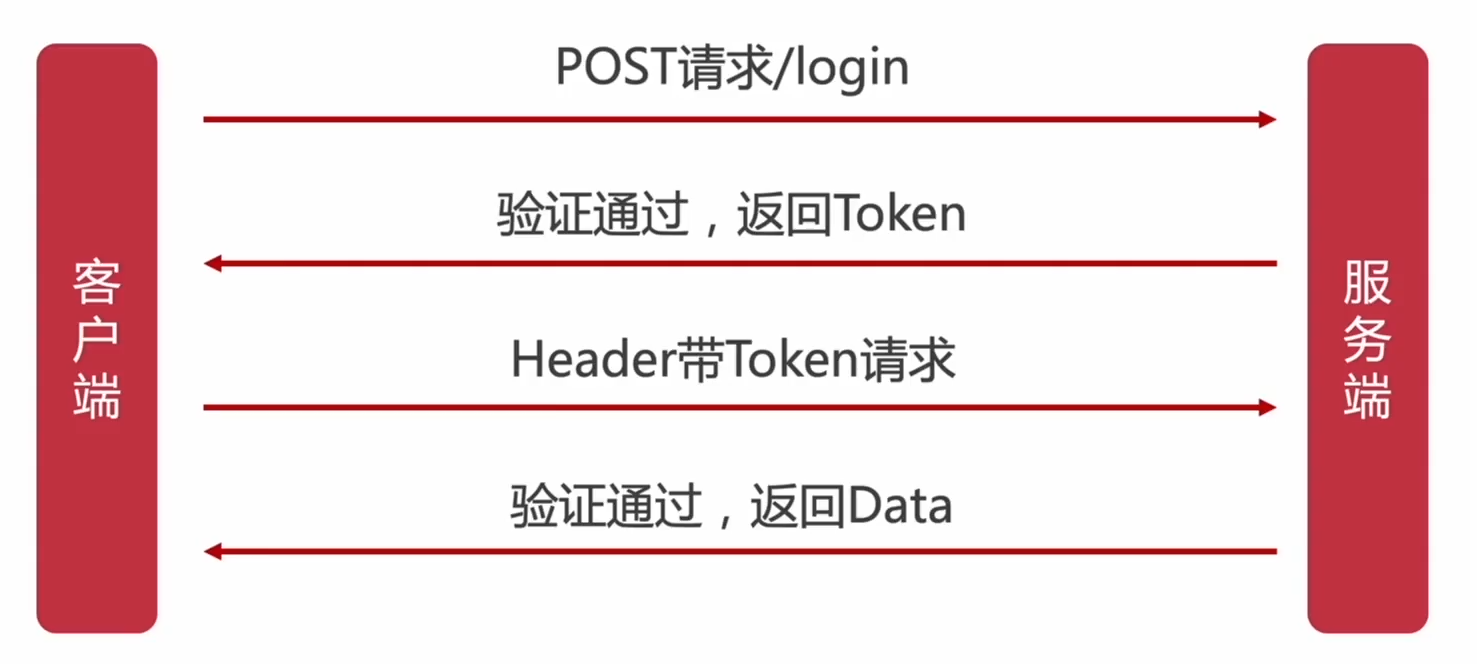 POST请求/login
验证通过，返回Token
客户端
服务端
Header带Token请求
验证通过，返回Data